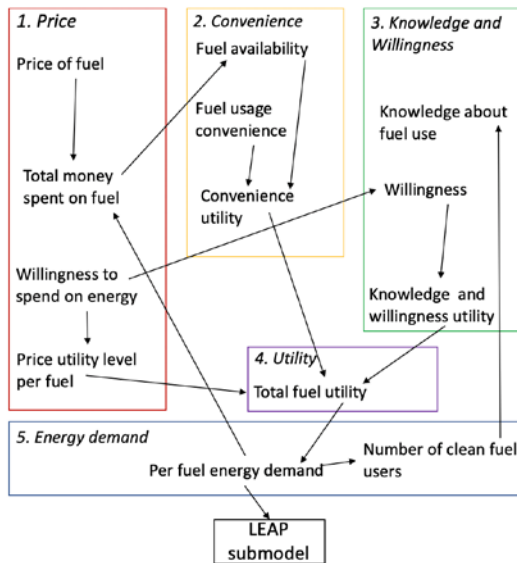 1. Price
Price of fuel
Total money
spent on fuel
Willingness to
spend on energy
Price utility level
per fuel
2. Convenience
Fuel availability
Fuel usage
convenience
Convenience
utility
3. Knowledge and
Willingness
Knowledge about
fuel use
Willingness
Knowledge and
willingness utility
4. Utility
Total fuel utility
5. Energy demand
Per fuel energy demand
Number of clean fuel
users
LEAP
submodel